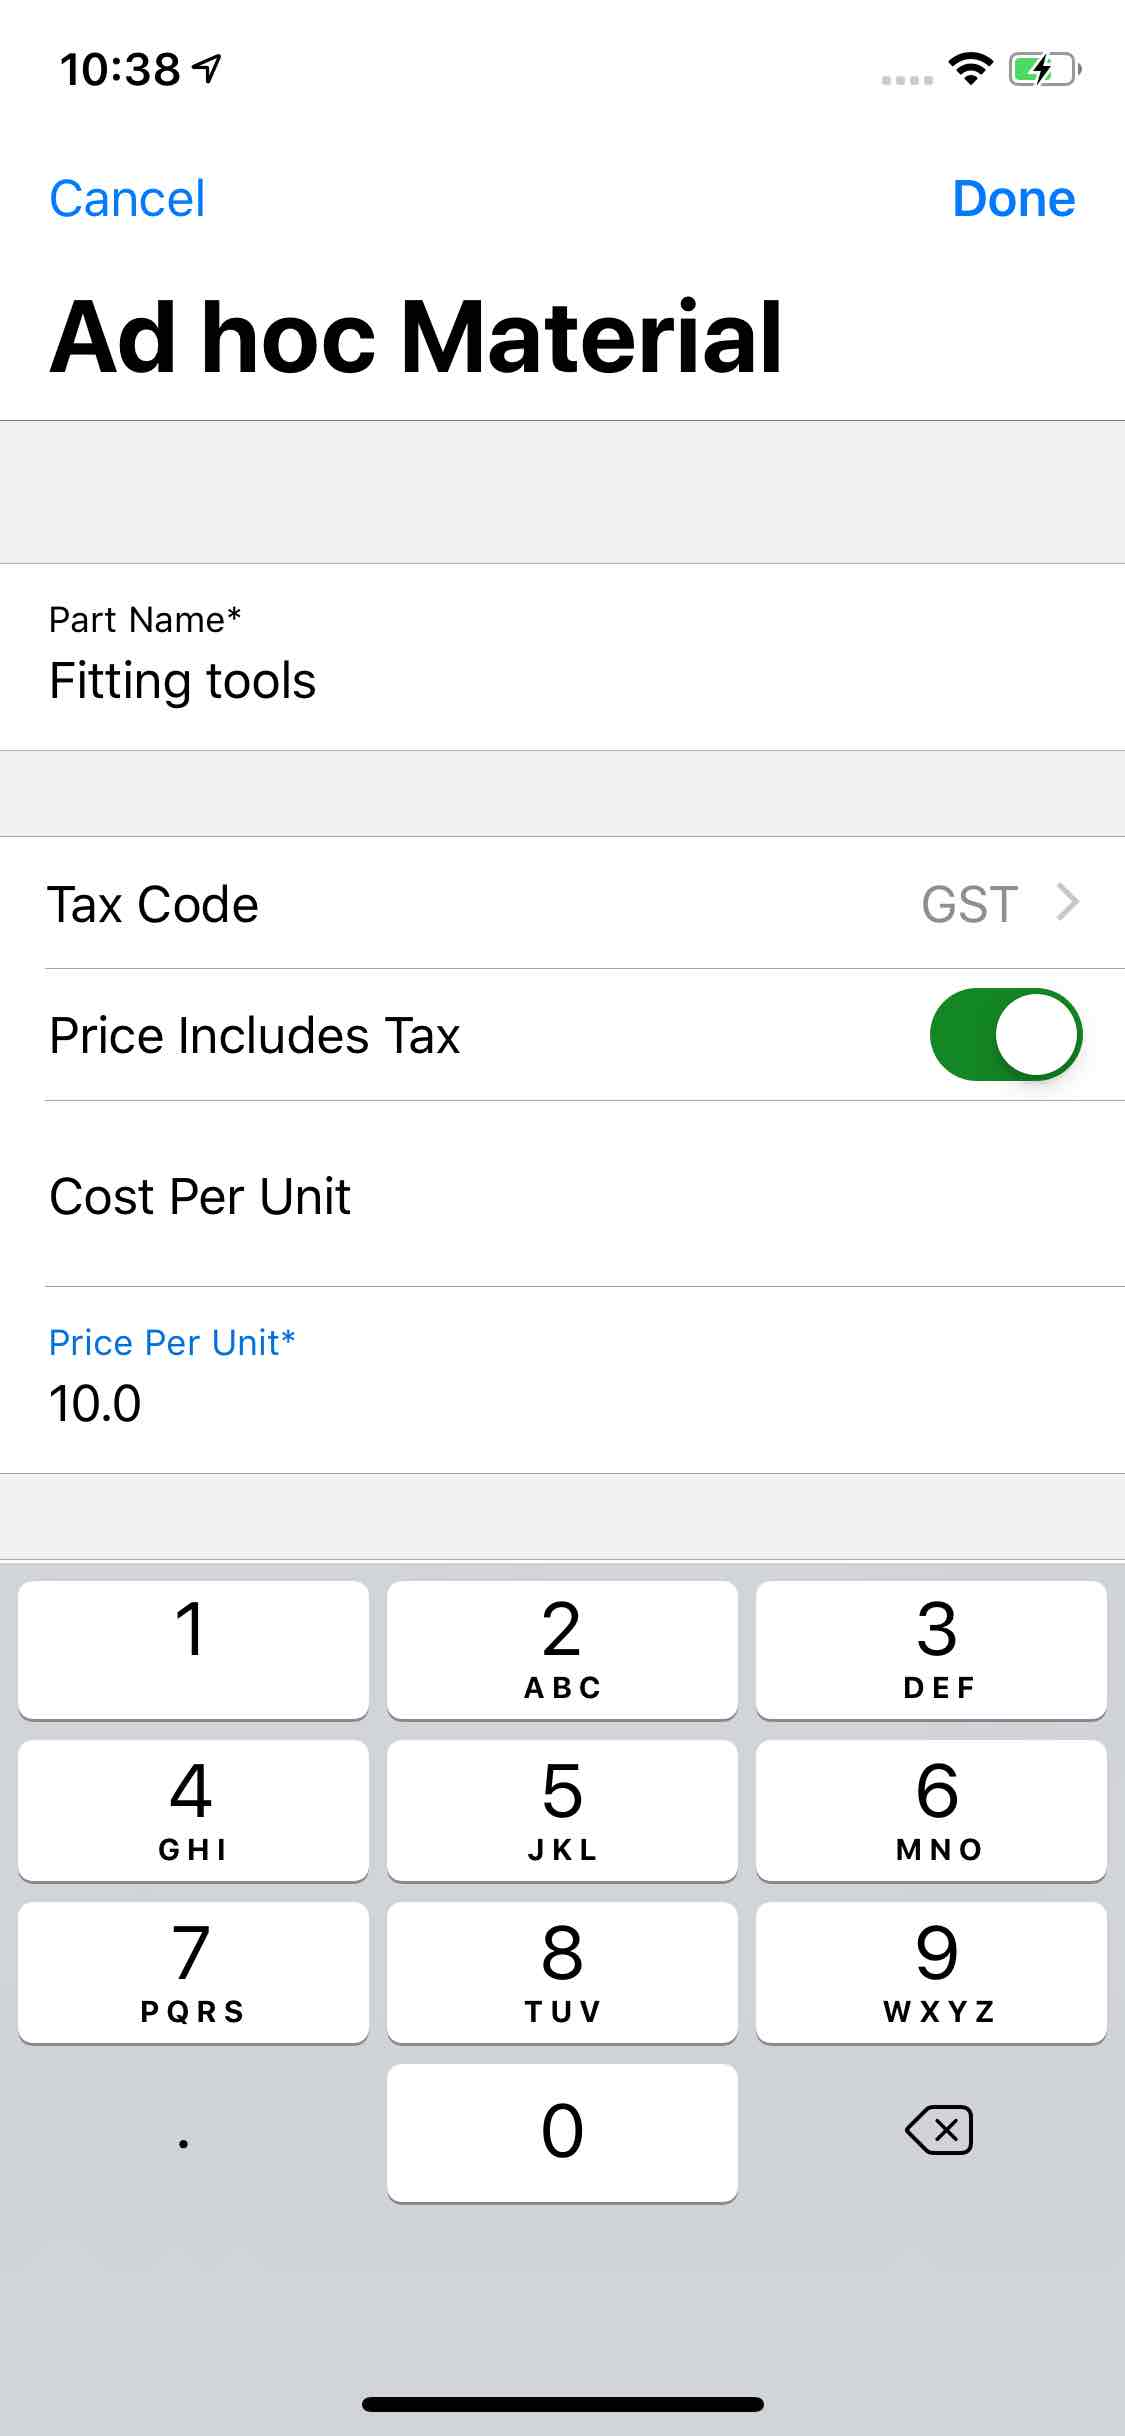 10:38
Cancel Done
Ad hoc Material
Part Name*
Fitting tools
Tax Code GST
Price Includes Tax
Cost Per Unit
Price Per Unit*
10.0
1 2 3
ABC DEF
4 5 6
GHI JKL MNO
7 8 9
PQRS TUV WXYZ
. 0